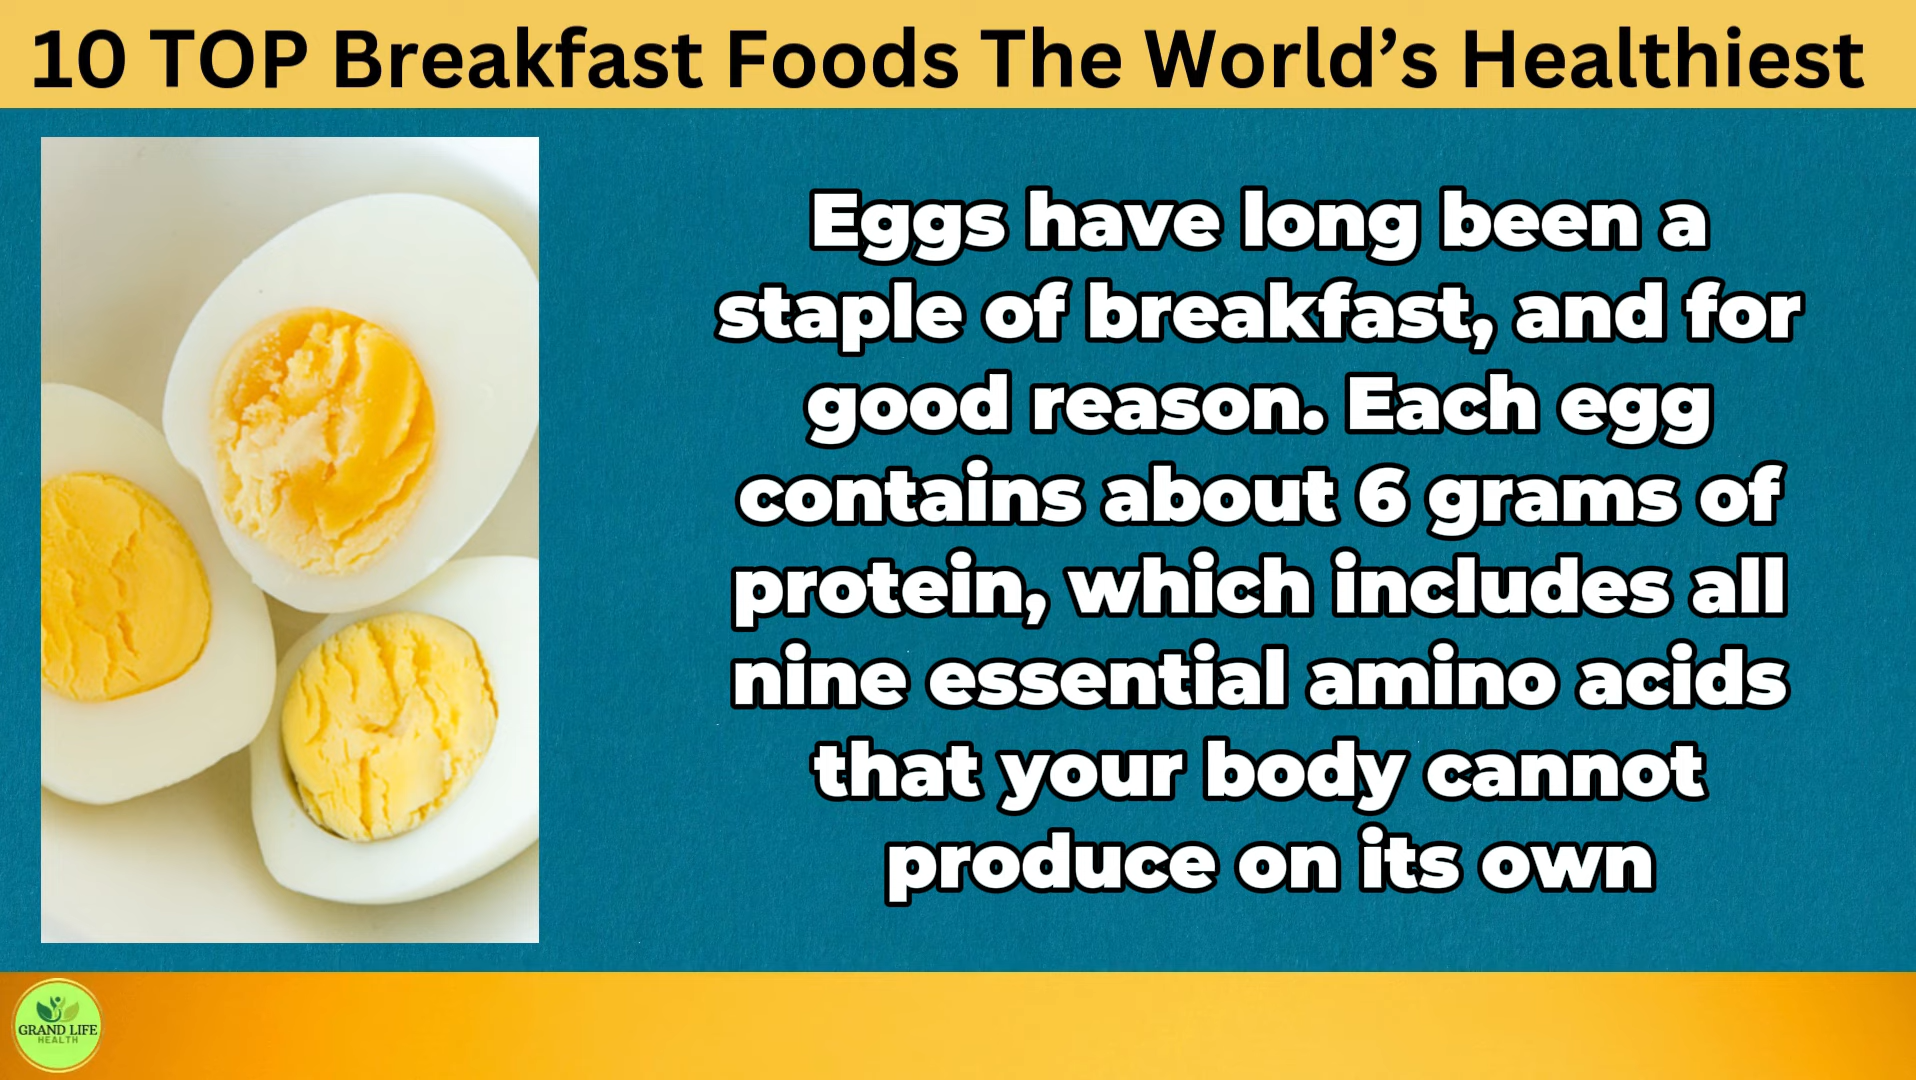 10 TOP Breakfast Foods The World’s Healthiest
Eggs have long been a
staple of breakfast, and for
good reason. Each egg
contains about 6 grams of
protein, which includes all
nine essential amino acids
that your body cannot
produce on its own
GRAND LIFE
HEALTH